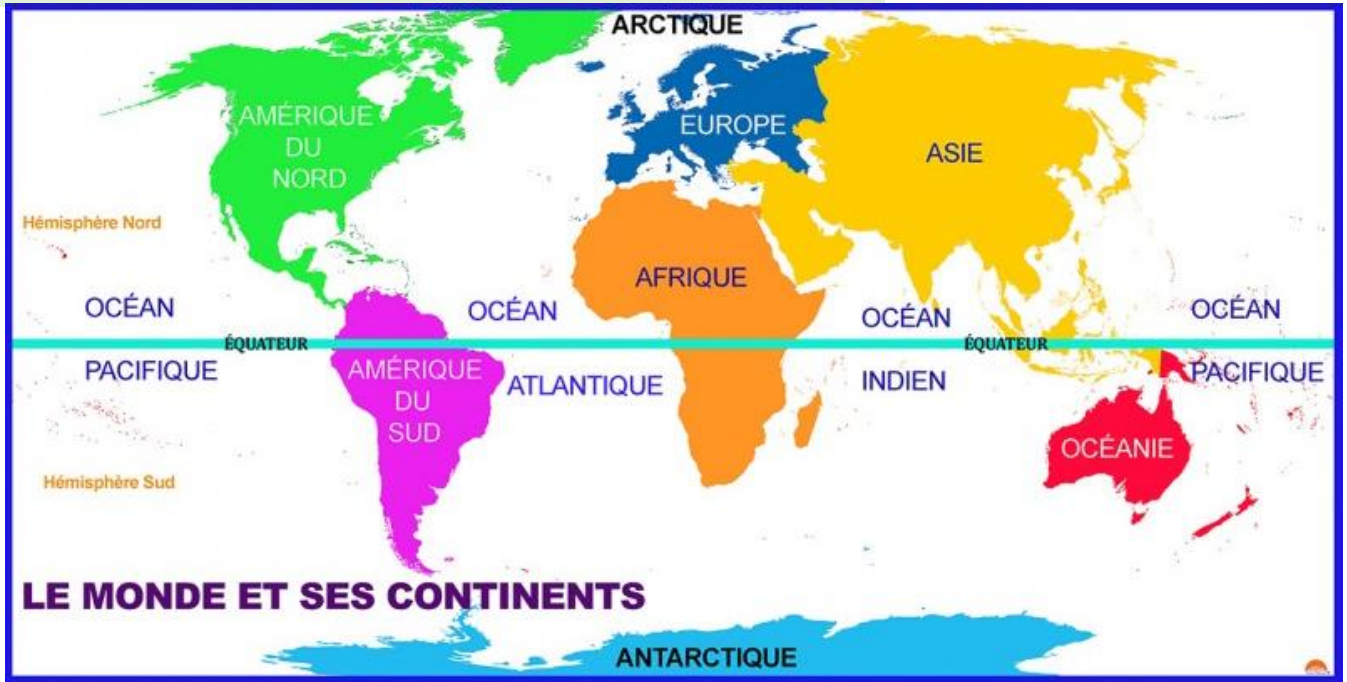 ARCTIQUE
AMÉRIQUE
DU
NORD
EUROPE
ASIE
Hémisphère Nord
AFRIQUE
OCÉAN
OCÉAN
OCÉAN
OCÉAN
ÉQUATEUR
ÉQUATEUR
PACIFIQUE
AMÉRIQUE
DU
SUD
ATLANTIQUE
INDIEN
PACIFIQUE
OCÉANIE
Hémisphère Sud
LE MONDE ET SES CONTINENTS
ANTARCTIQUE